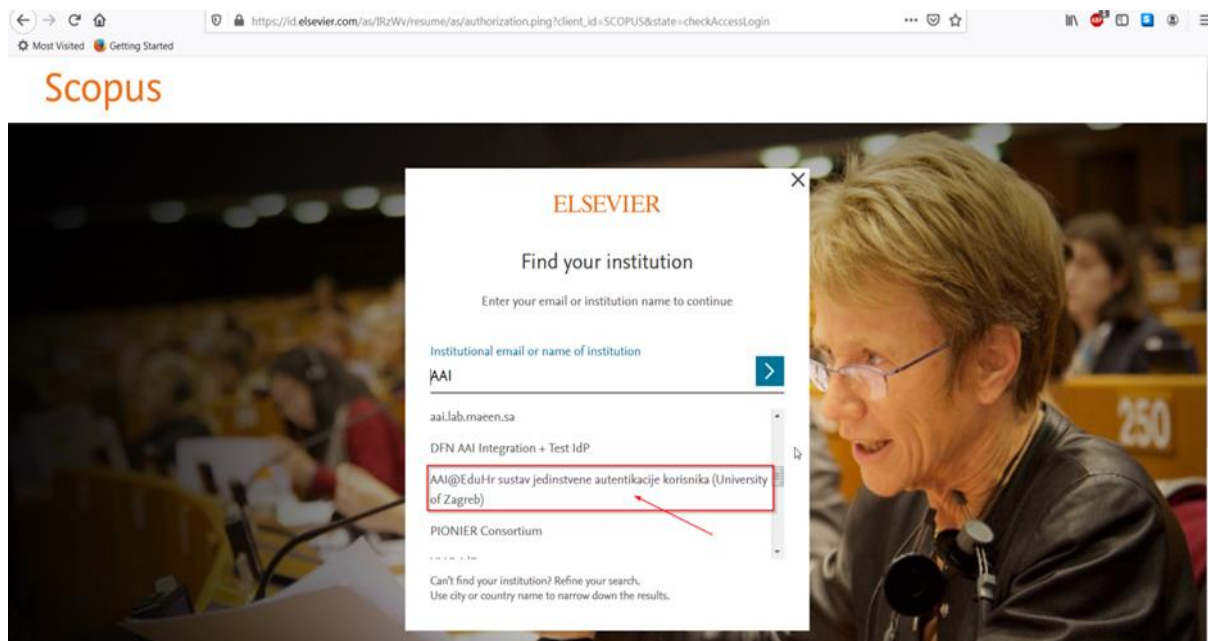 https://id.elsevier.com/as/IRzWv/resume/as/authorization.ping?client_id=SCOPUS&state=checkAccessLogin
Most Visited Getting Started
Scopus
ELSEVIER
Find your institution
Enter your email or institution name to continue
Institutional email or name of institution
AAI
aai.lab.maeen.sa
DFN AAI Integration + Test IdP
AAI@EduHr sustav jedinstvene autentikacije korisnika (University
of Zagreb)
PIONIER Consortium
Can't find your institution? Refine your search.
Use city or country name to narrow down the results.
250